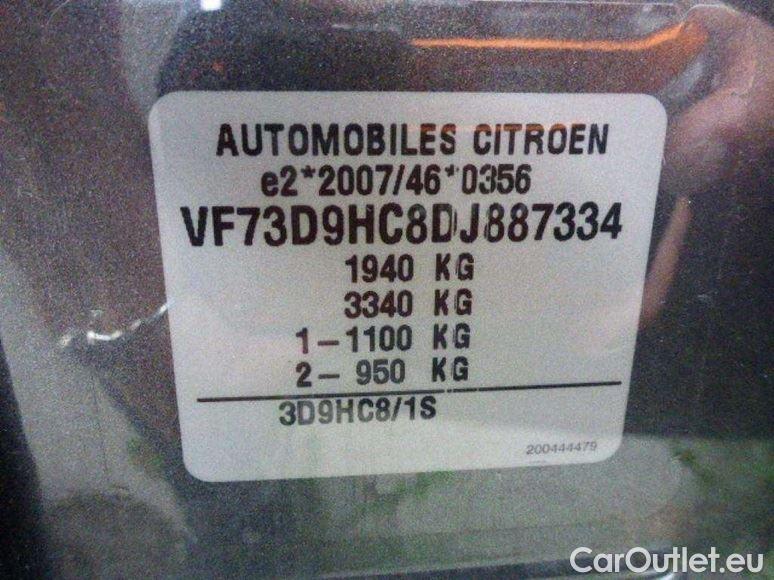 AUTOMOBILES CITROEN
e2*2007/46*0356
VF73D9HC8DJ887334
1940 KG
3340 KG
1-1100 KG
2- 950 KG
3D9HC8/1S
200444479
CarOutlet.eu